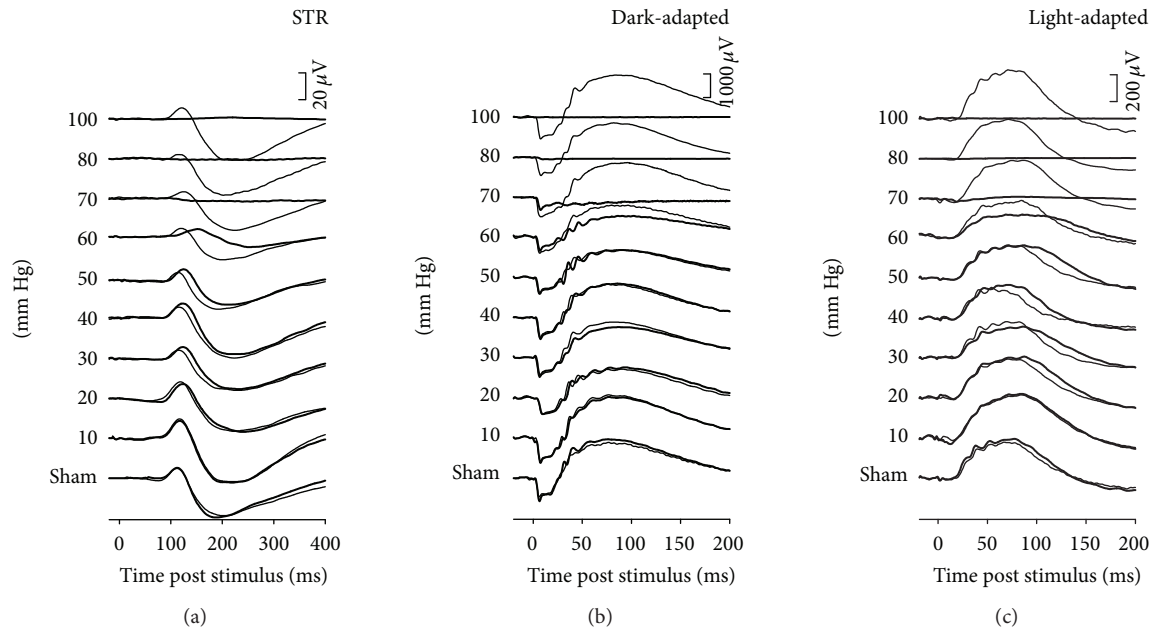 STR
20 μV
100
80
70
60
50
40
30
20
10
Sham
(mm Hg)
0 100 200 300 400
Time post stimulus (ms)
(a)
Dark-adapted
1000 μV
100
80
70
60
50
40
30
20
10
Sham
(mm Hg)
0 50 100 150 200
Time post stimulus (ms)
(b)
Light-adapted
200 μV
100
80
70
60
50
40
30
20
10
Sham
(mm Hg)
0 50 100 150 200
Time post stimulus (ms)
(c)